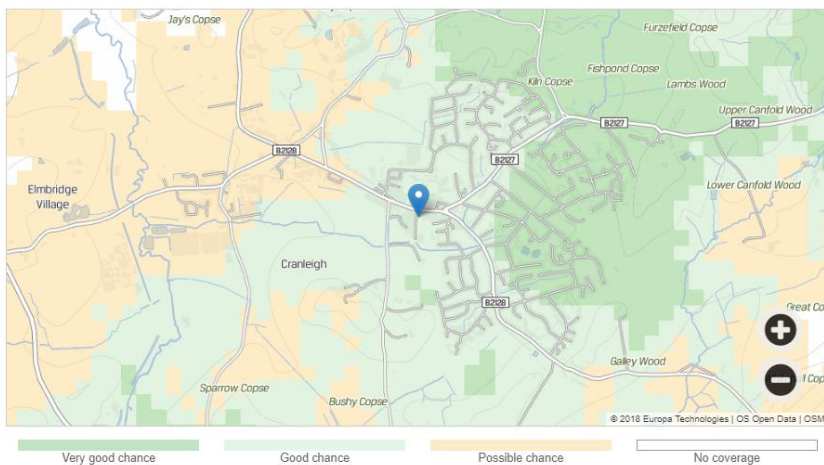 Jay's Copse
Furzefield Copse
Fishpond Copse
Kiln Copse
Lambs Wood
Upper Canfold Wood
B2127
B2127
B2128
B2127
Elmbridge
Village
Lower Canfold Wood
Cranleigh
B2128
Great Co
Galley Wood
Sparrow Copse
Bushy Copse
© 2018 Europa Technologies | OS Open Data | OSM
Very good chance
Good chance
Possible chance
No coverage